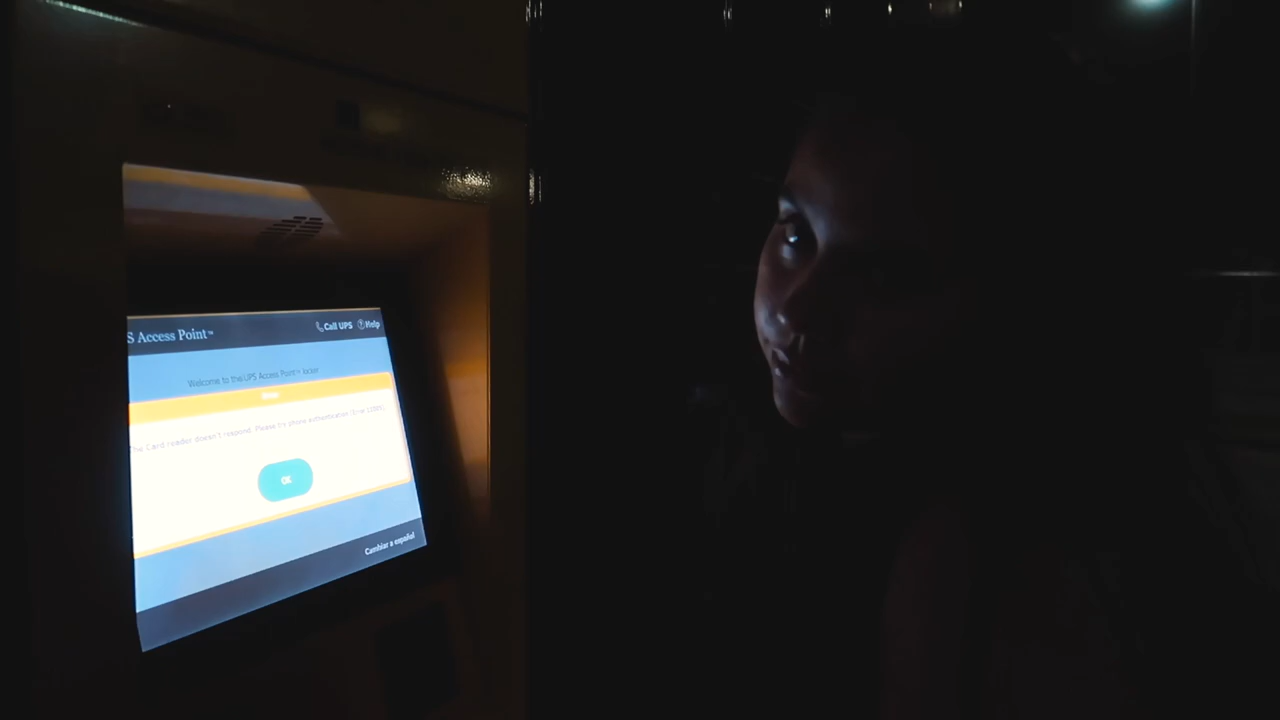 S Access Point™
Call UPS
Help
Welcome to the UPS Access Point™ locker
Error
The Card reader doesn't respond. Please try phone authentication
OK
Cambiar a español